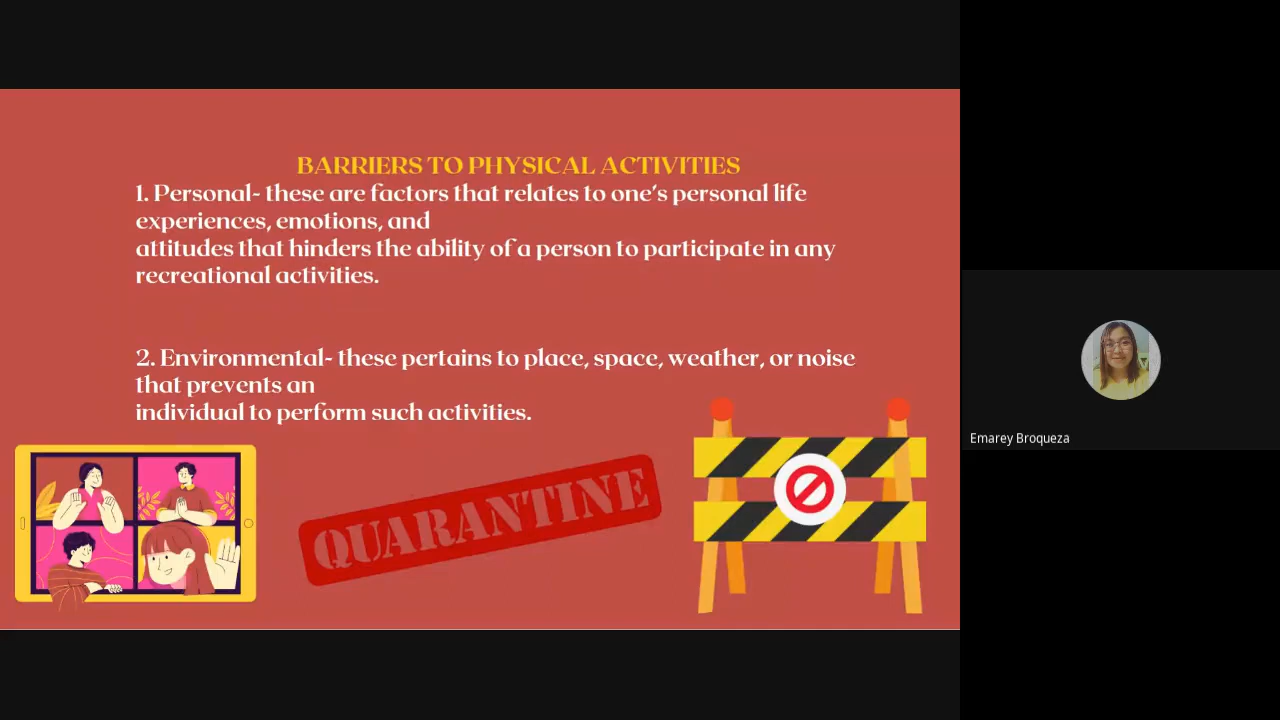 BARRIERS TO PHYSICAL ACTIVITIES
1. Personal- these are factors that relates to one's personal life
experiences, emotions, and
attitudes that hinders the ability of a person to participate in any
recreational activities.
2. Environmental- these pertains to place, space, weather, or noise
that prevents an
individual to perform such activities.
QUARANTINE
Emarey Broqueza